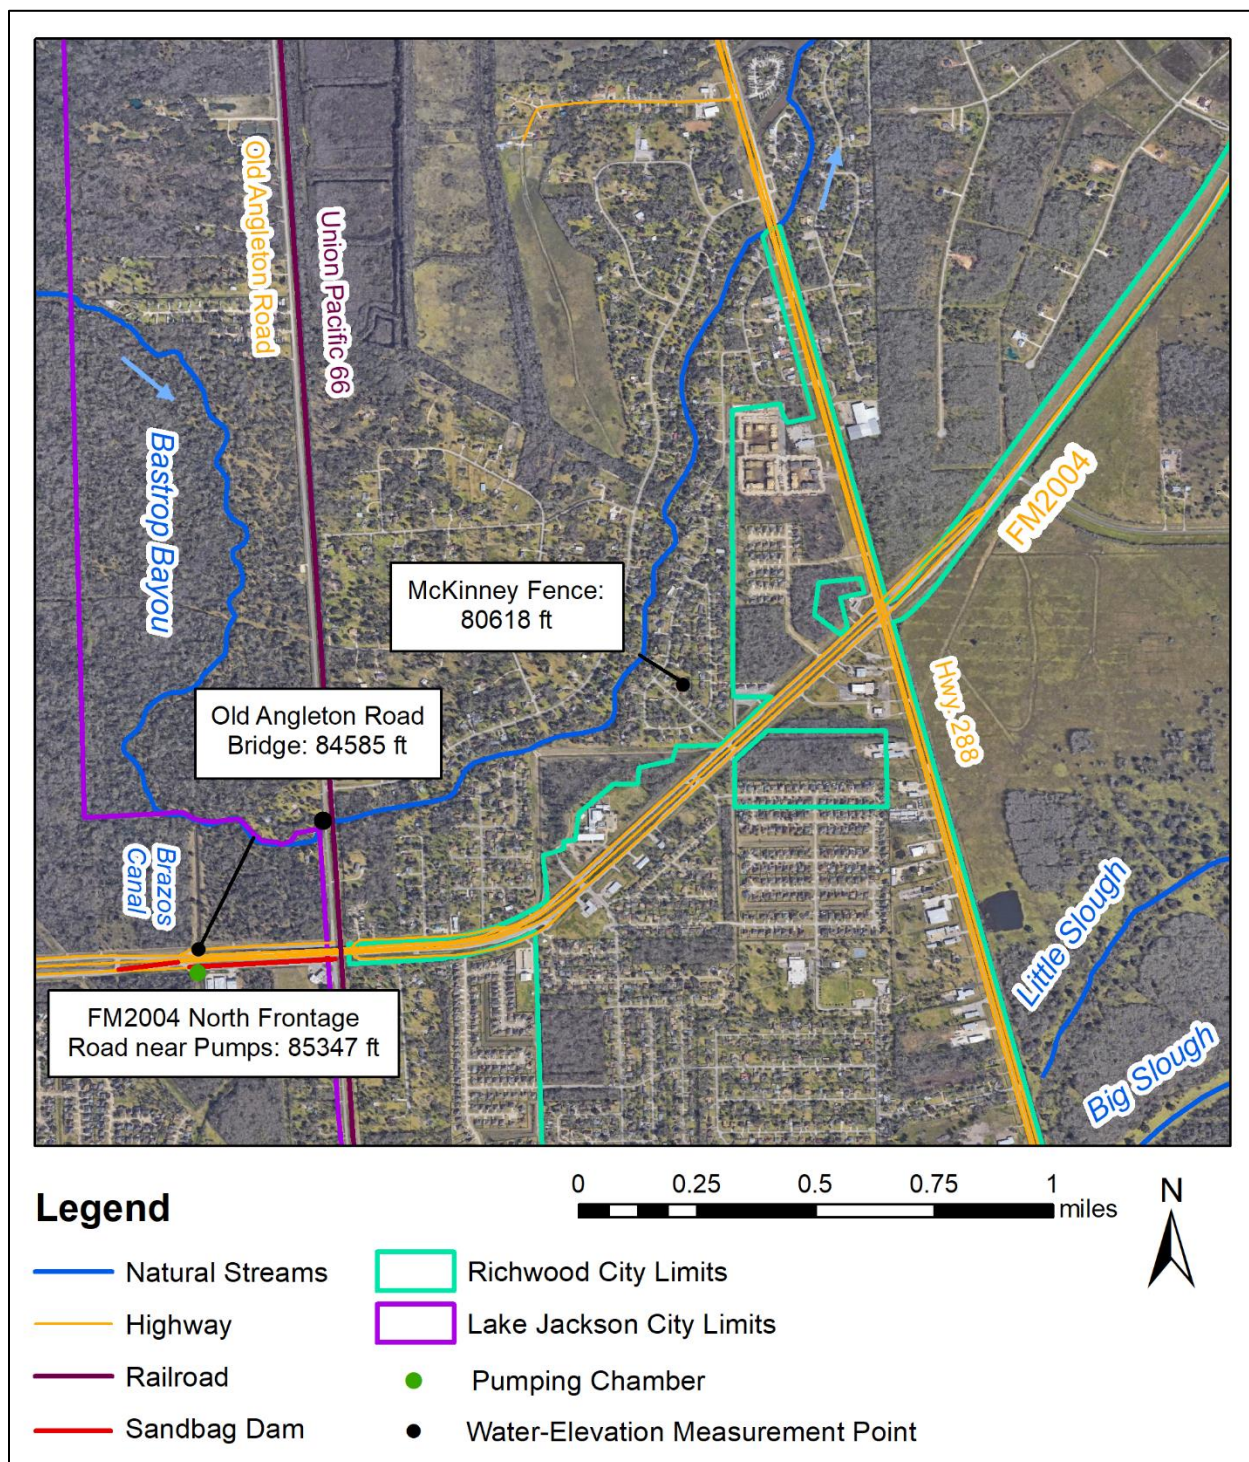 Old Angleton Road
Union Pacific 66
Bastrop Bayou
FM2004
McKinney Fence:
80618 ft
Hwy. 288
Old Angleton Road
Bridge: 84585 ft
Brazos
Canal
Little Slough
FM2004 North Frontage
Road near Pumps: 85347 ft
Big Slough
0 0.25 0.5 0.75 1
miles
N
Legend
Natural Streams
Highway
Railroad
Sandbag Dam
Richwood City Limits
Lake Jackson City Limits
Pumping Chamber
Water-Elevation Measurement Point